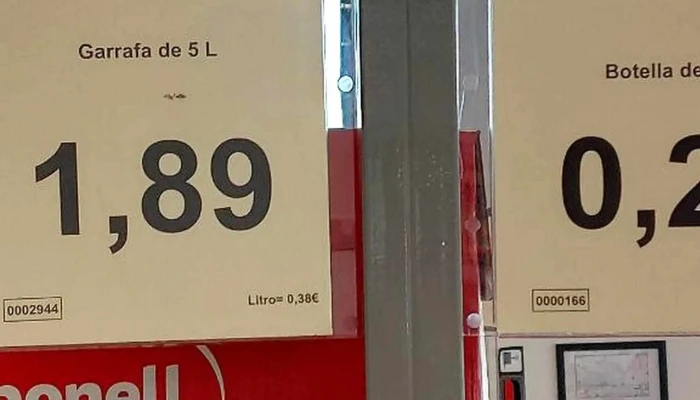 Garrafa de 5 L
1,89
0002944
Litro= 0,38€
Botella de
0,2
0000166